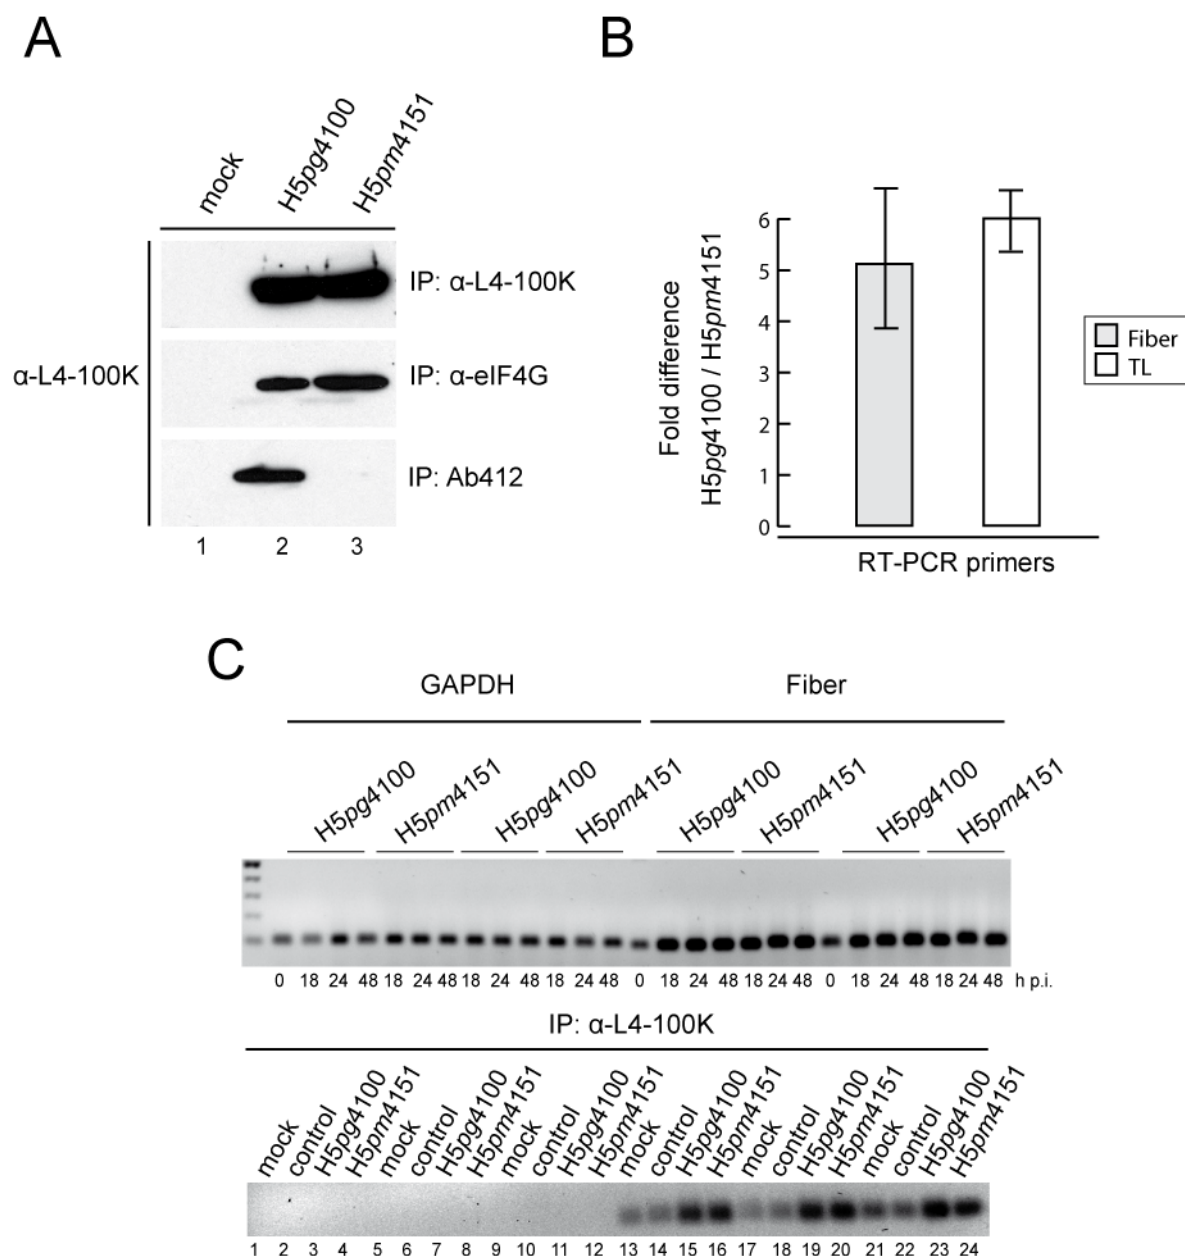 A
mock
H5pg4100
H5pm4151
α-L4-100K
IP: α-L4-100K
IP: α-eIF4G
IP: Ab412
1 2 3
B
Fold difference
H5pg4100 / H5pm4151
6
5
4
3
2
1
0
Fiber
TL
RT-PCR primers
C
GAPDH Fiber
H5pg4100 H5pm4151 H5pg4100 H5pm4151 H5pg4100 H5pm4151 H5pg4100 H5pm4151
0 18 24 48 18 24 48 18 24 48 18 24 48 0 18 24 48 18 24 48 0 18 24 48 18 24 48 h p.i.
IP: α-L4-100K
mock control H5pg4100 H5pm4151 mock control H5pg4100 H5pm4151 mock control H5pg4100 H5pm4151 mock control H5pg4100 H5pm4151 mock control H5pg4100 H5pm4151 mock control H5pg4100 H5pm4151
1 2 3 4 5 6 7 8 9 10 11 12 13 14 15 16 17 18 19 20 21 22 23 24